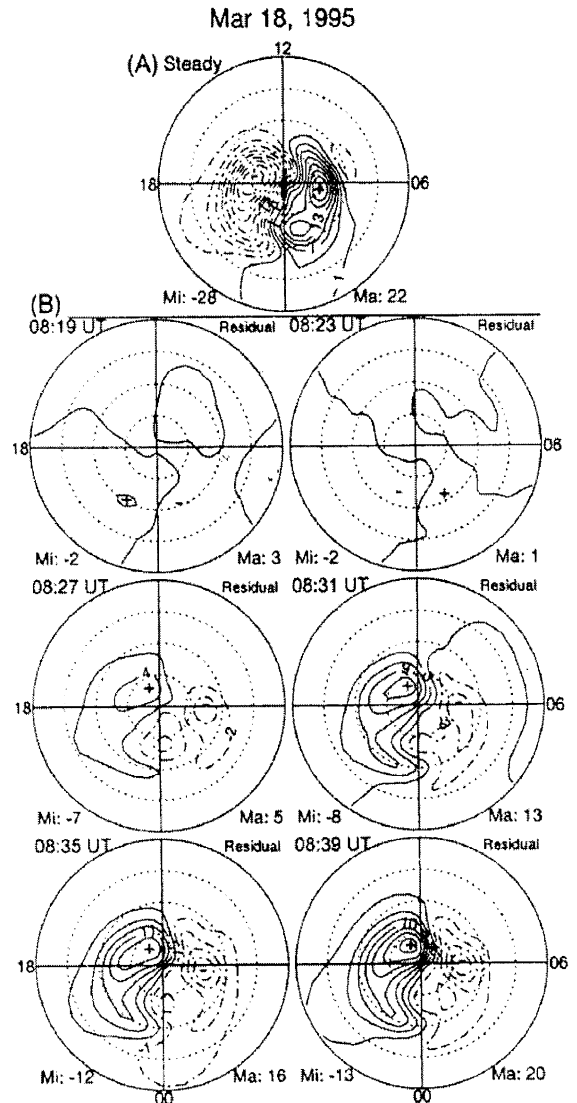 Mar 18, 1995
(A) Steady
12
18
06
Mi: -28
Ma: 22
(B)
08:19 UT
Residual
08:23 UT
Residual
18
08
Mi: -2
Ma: 3
Mi: -2
Ma: 1
08:27 UT
Residual
08:31 UT
Residual
18
06
Mi: -7
Ma: 5
Mi: -8
Ma: 13
08:35 UT
Residual
08:39 UT
Residual
18
06
Mi: -12
Ma: 16
Mi: -13
Ma: 20
00
00